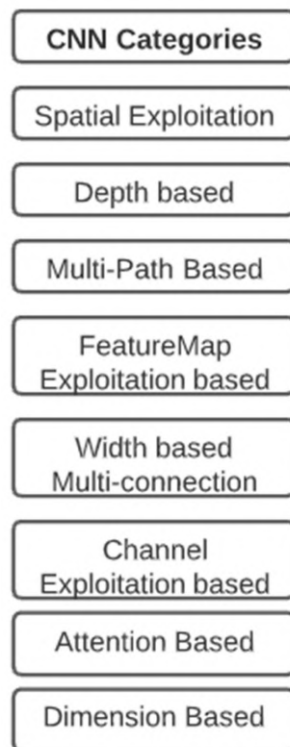 CNN Categories
Spatial Exploitation
Depth based
Multi-Path Based
FeatureMap
Exploitation based
Width based
Multi-connection
Channel
Exploitation based
Attention Based
Dimension Based